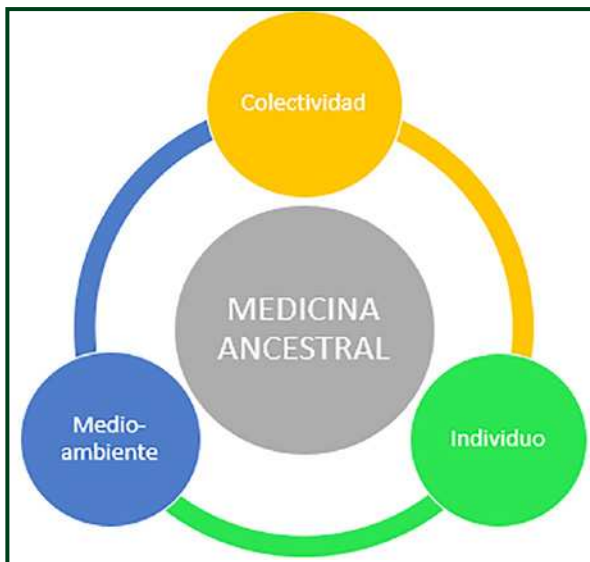 Colectividad
MEDICINA
ANCESTRAL
Medio-
ambiente
Individuo